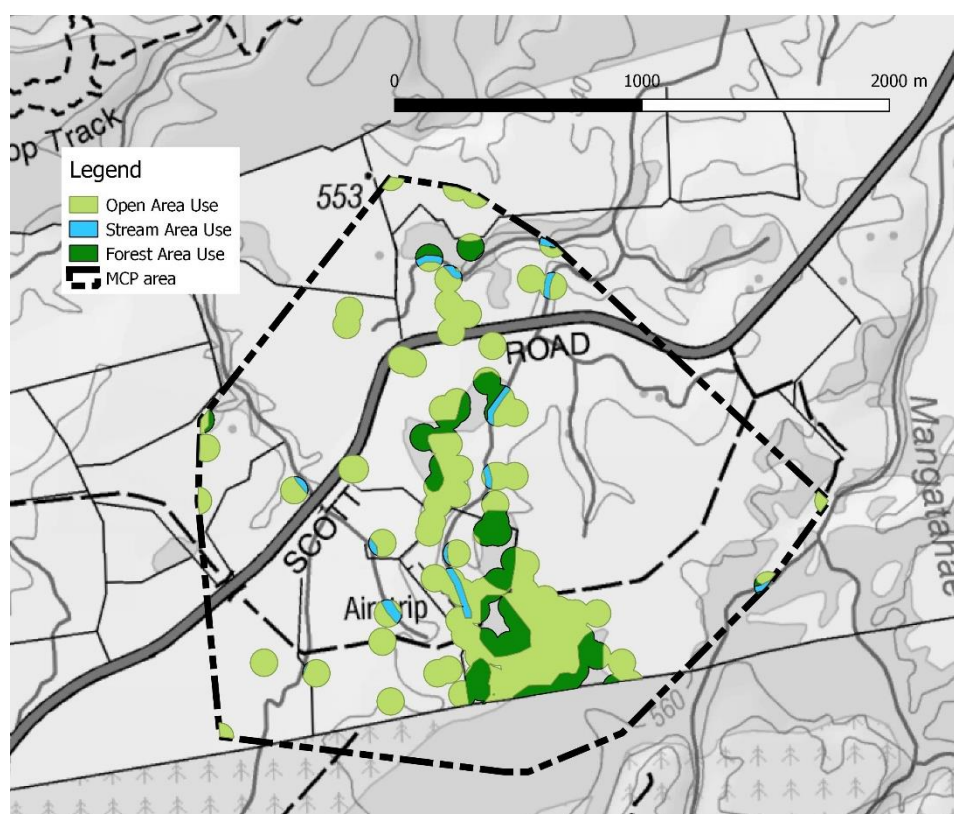 0 1000 2000 m
op Track
40
Legend
Open Area Use
Stream Area Use
Forest Area Use
MCP area
553
ROAD
SCOTT
Mangatahae
Airstrip
560